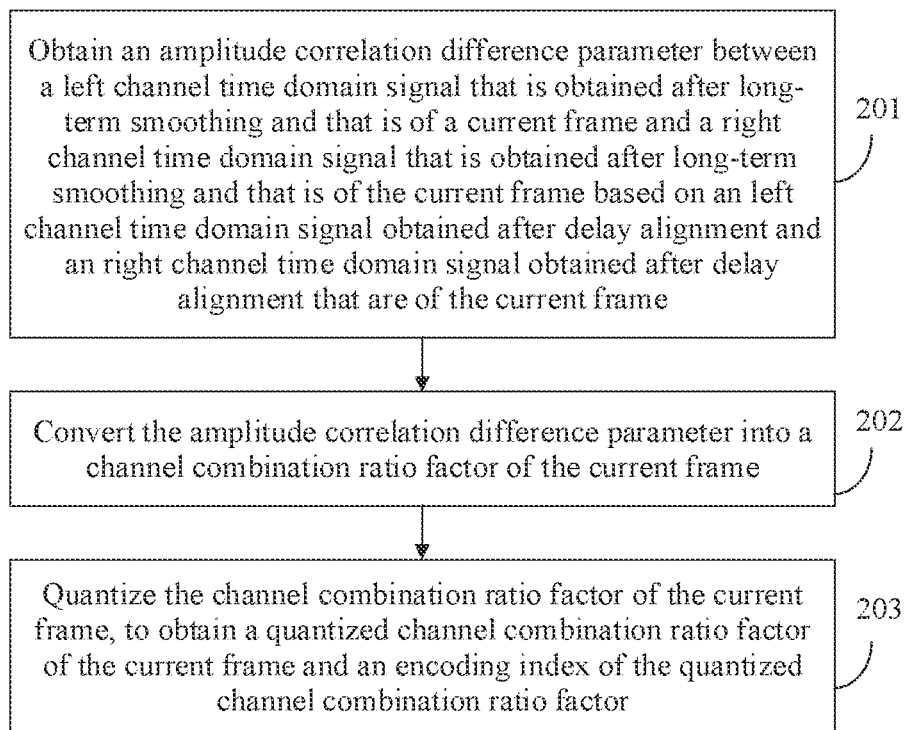 Obtain an amplitude correlation difference parameter between
a left channel time domain signal that is obtained after long-
term smoothing and that is of a current frame and a right
channel time domain signal that is obtained after long-term
smoothing and that is of the current frame based on an left
channel time domain signal obtained after delay alignment and
an right channel time domain signal obtained after delay
alignment that are of the current frame
201
Convert the amplitude correlation difference parameter into a
channel combination ratio factor of the current frame
202
Quantize the channel combination ratio factor of the current
frame, to obtain a quantized channel combination ratio factor
of the current frame and an encoding index of the quantized
channel combination ratio factor
203